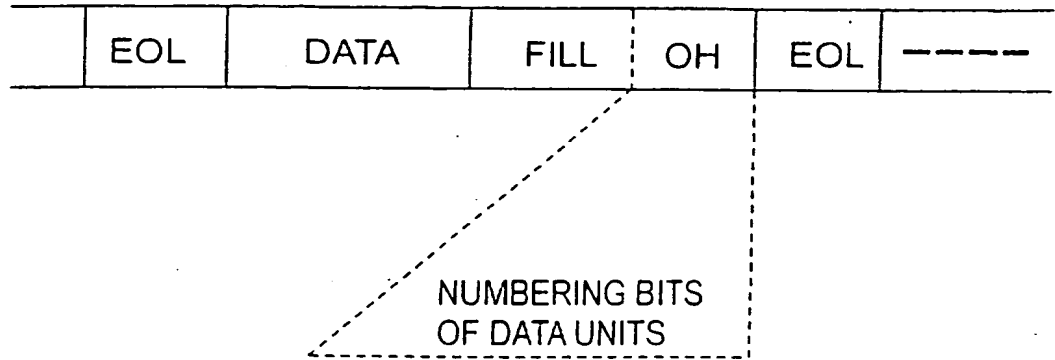 EOL DATA FILL OH EOL
NUMBERING BITS
OF DATA UNITS